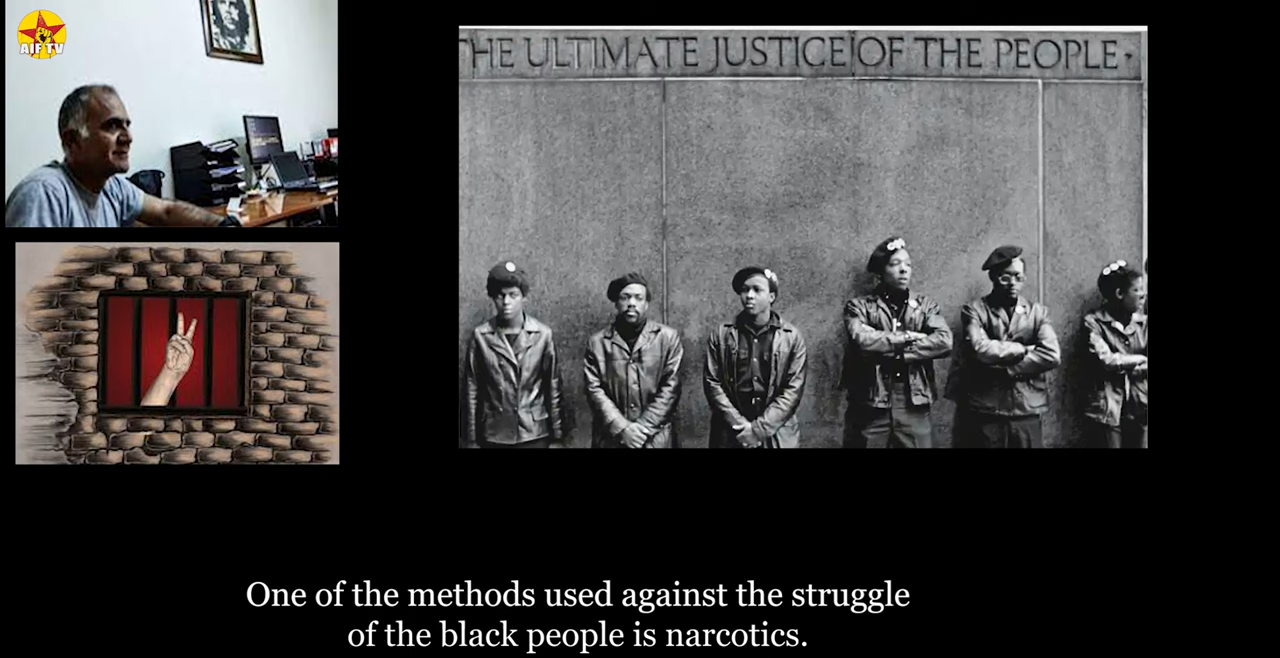 AIF TV
THE ULTIMATE JUSTICE OF THE PEOPLE·
One of the methods used against the struggle
of the black people is narcotics.